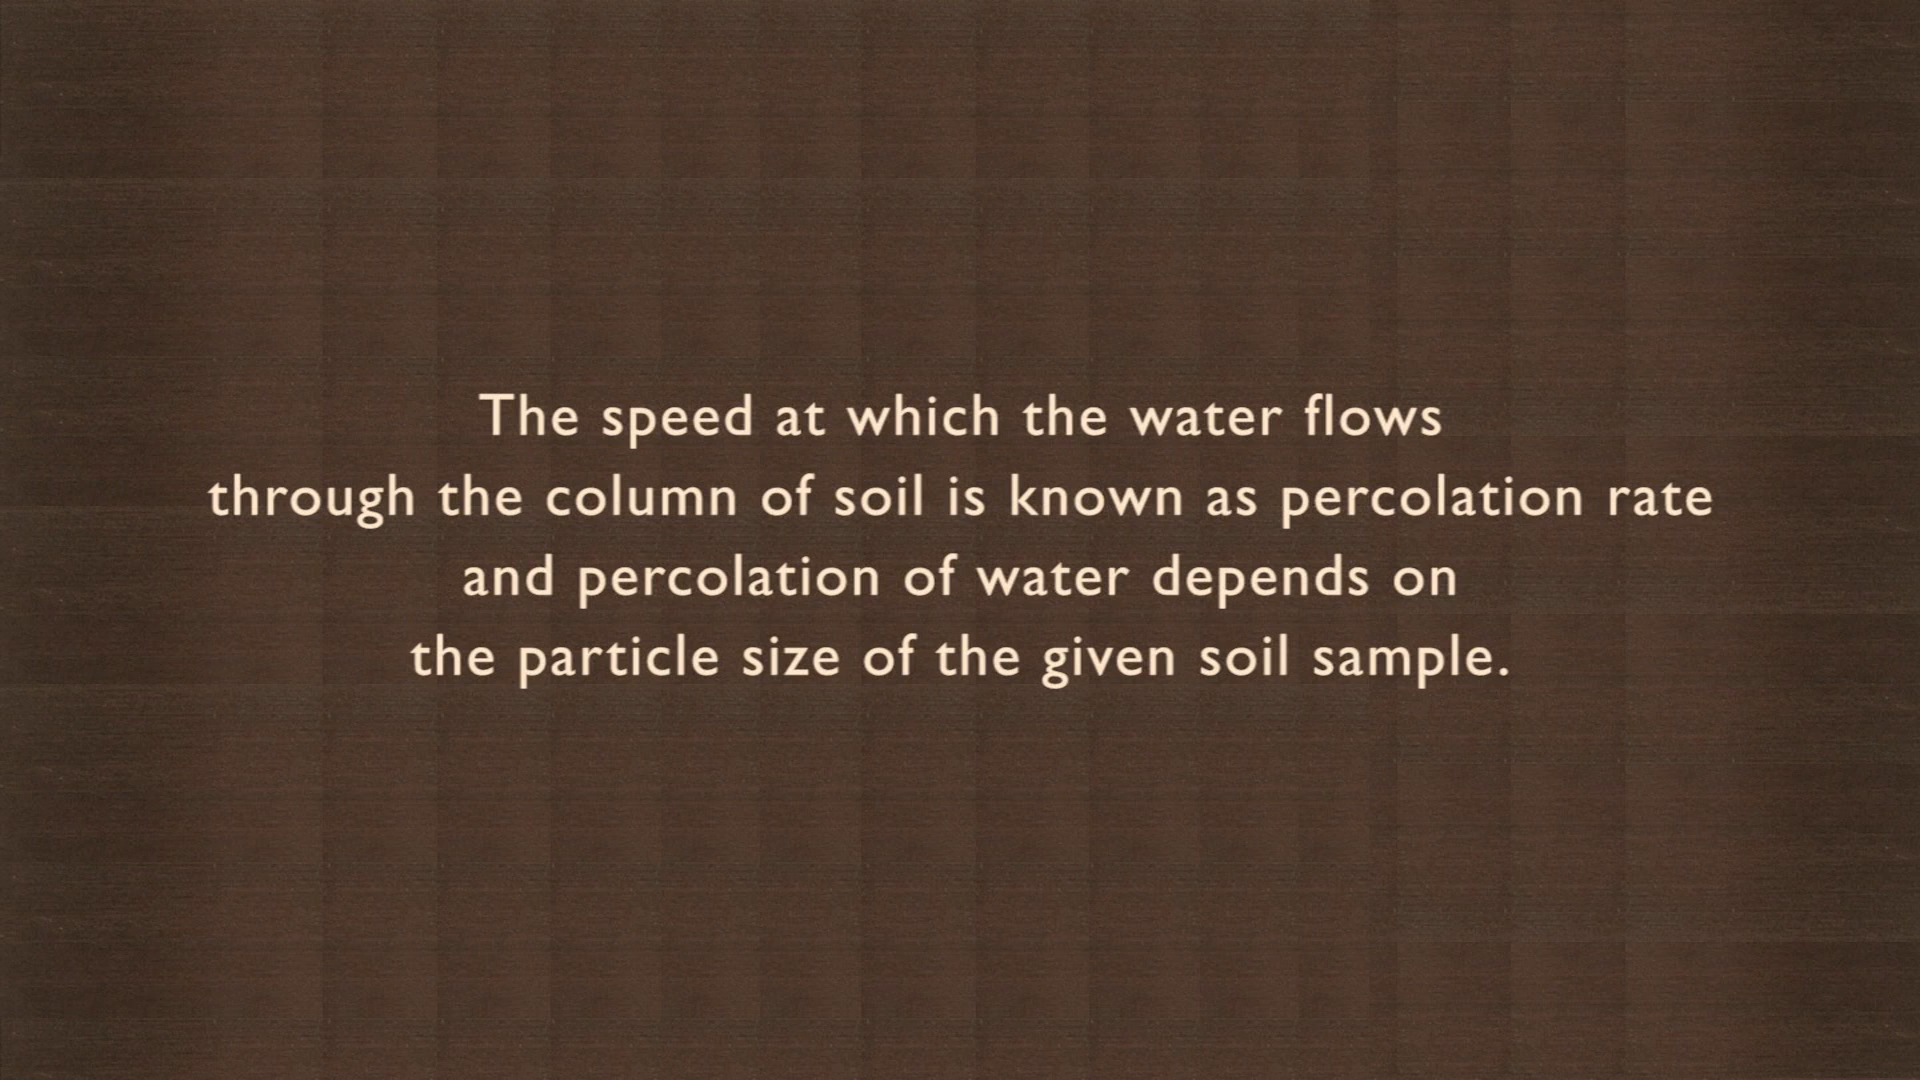 The speed at which the water flows
through the column of soil is known as percolation rate
and percolation of water depends on
the particle size of the given soil sample.